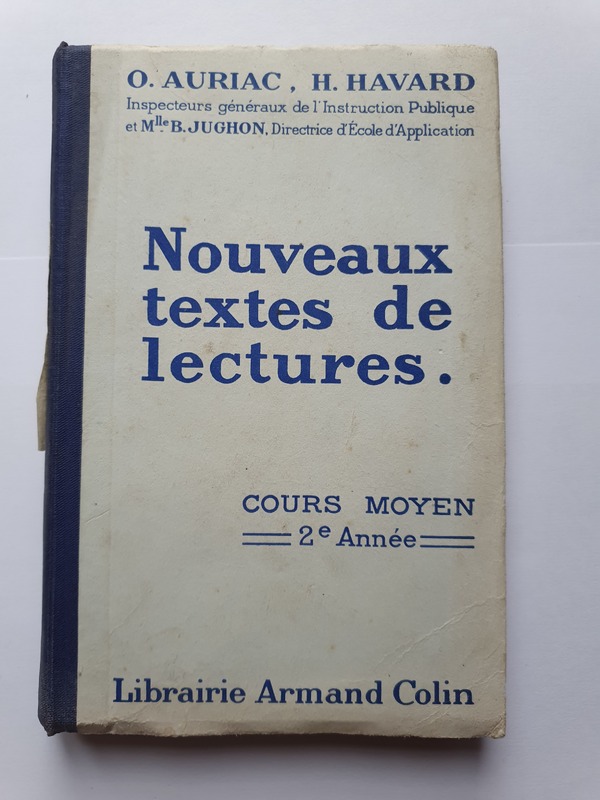 O. AURIAC, H. HAVARD
Inspecteurs généraux de l'Instruction Publique
et Mlle B. JUGHON, Directrice d'École d'Application
Nouveaux
textes de
lectures.
COURS MOYEN
2e Année
Librairie Armand Colin